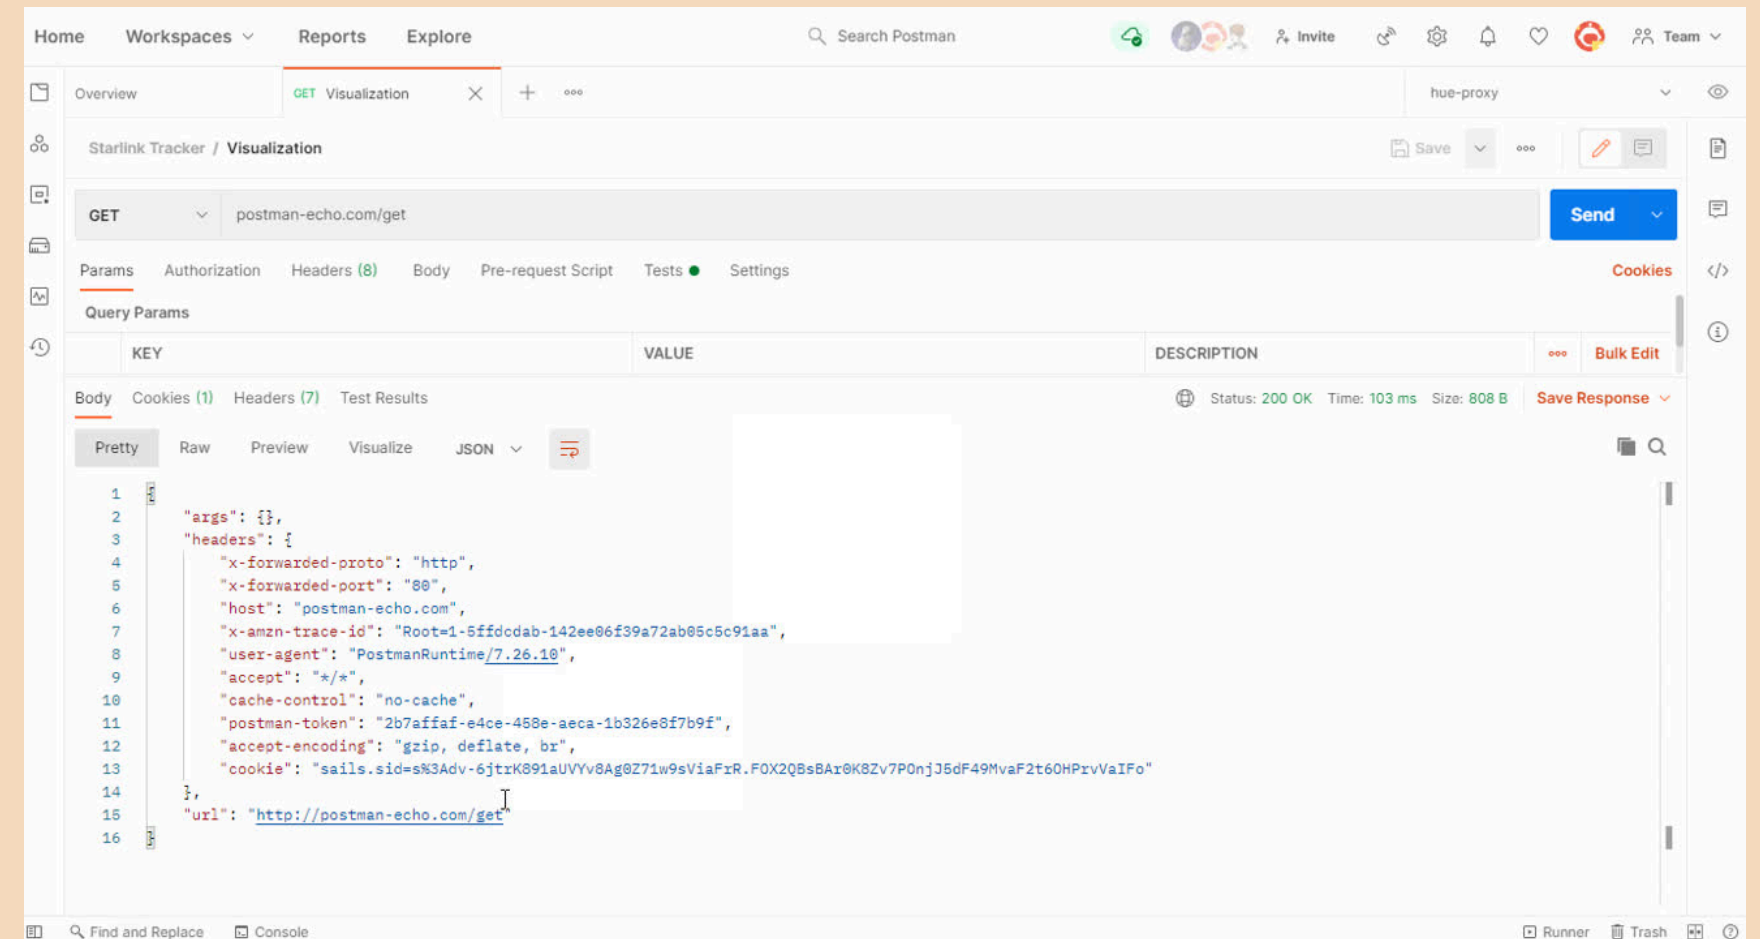 Home Workspaces Reports Explore Search Postman Invite Team
Overview GET Visualization hue-proxy
Starlink Tracker / Visualization Save
GET postman-echo.com/get Send
Params Authorization Headers (8) Body Pre-request Script Tests Settings Cookies
Query Params
KEY VALUE DESCRIPTION Bulk Edit
Body Cookies (1) Headers (7) Test Results Status: 200 OK Time: 103 ms Size: 808 B Save Response
Pretty Raw Preview Visualize JSON
1 {
2 "args": {},
3 "headers": {
4 "x-forwarded-proto": "http",
5 "x-forwarded-port": "80",
6 "host": "postman-echo.com",
7 "x-amzn-trace-id": "Root=1-5ffdcdab-142ee06f39a72ab05c5c91aa",
8 "user-agent": "PostmanRuntime/7.26.10",
9 "accept": "*/*",
10 "cache-control": "no-cache",
11 "postman-token": "2b7affaf-e4ce-458e-aeca-1b326e8f7b9f",
12 "accept-encoding": "gzip, deflate, br",
13 "cookie": "sails.sid=s%3Adv-6jtrK891aUVYv8Ag0Z71w9sViaFrR.FOX2QBsBAr0K8Zv7POnjJ5dF49MvaF2t6OHPrvVaIFo"
14 },
15 "url": "http://postman-echo.com/get"
16 }
Find and Replace Console Runner Trash